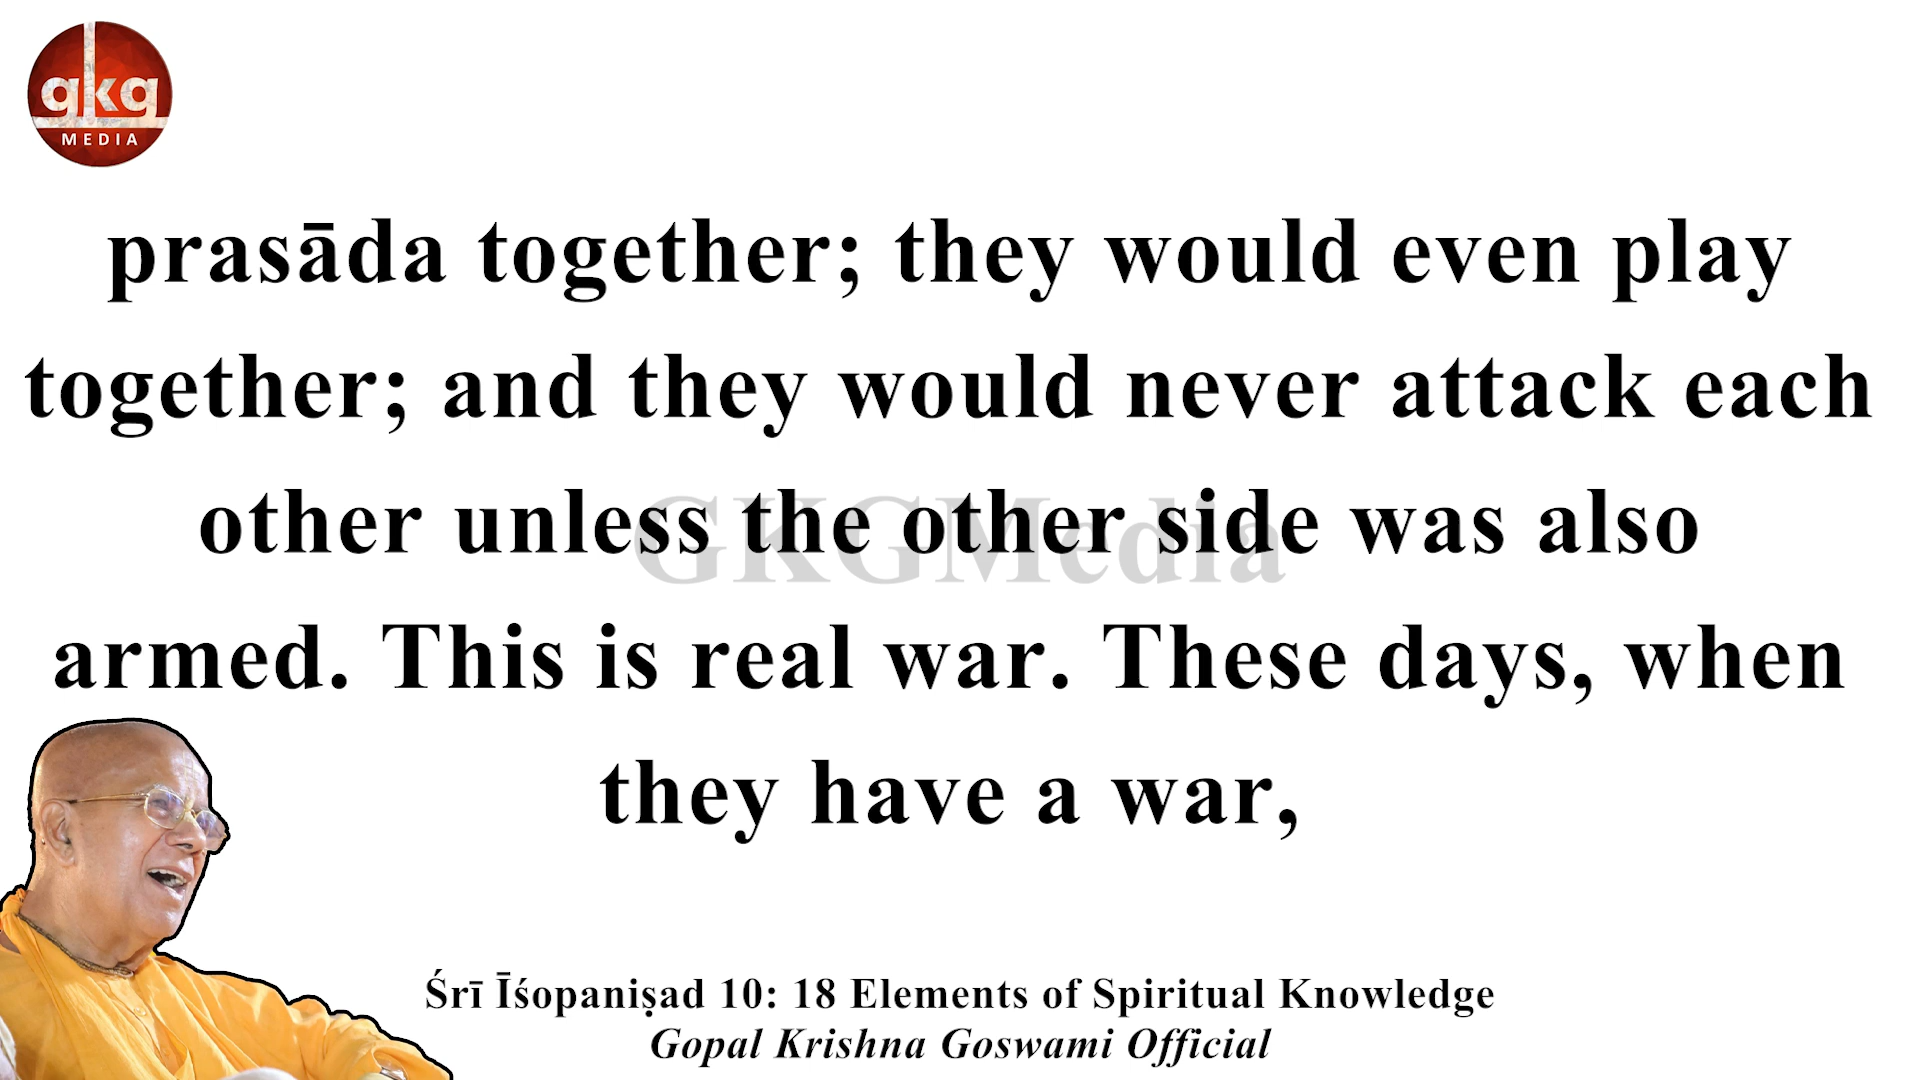 gkg
MEDIA
prasāda together; they would even play
together; and they would never attack each
other unless the other side was also
armed. This is real war. These days, when
they have a war,
GKGMedia
Śrī Īśopaniṣad 10: 18 Elements of Spiritual Knowledge
Gopal Krishna Goswami Official